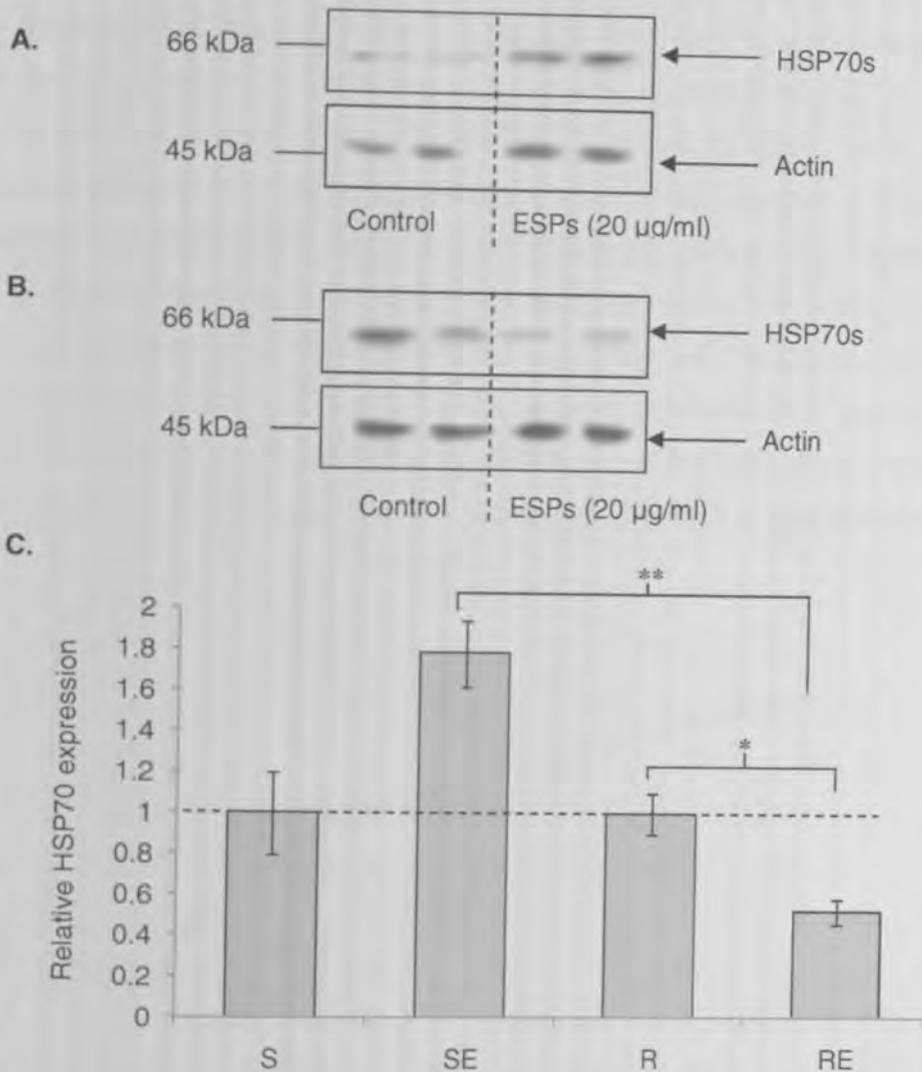 A.
66 kDa
HSP70s
45 kDa
Actin
Control
ESPs (20 µg/ml)
B.
66 kDa
HSP70s
45 kDa
Actin
Control
ESPs (20 µg/ml)
C.
**
*
Relative HSP70 expression
2
1.8
1.6
1.4
1.2
1
0.8
0.6
0.4
0.2
0
S
SE
R
RE